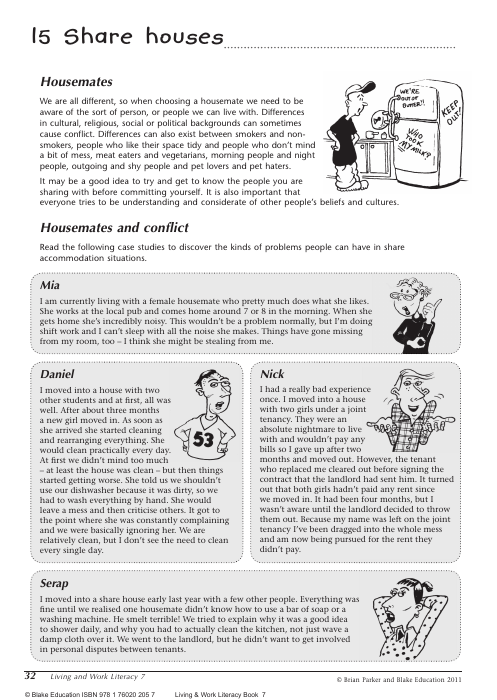 15 Share houses
Housemates
We are all different, so when choosing a housemate we need to be
aware of the sort of person, or people we can live with. Differences
in cultural, religious, social or political backgrounds can sometimes
cause conflict. Differences can also exist between smokers and non-
smokers, people who like their space tidy and people who don't mind
a bit of mess, meat eaters and vegetarians, morning people and night
people, outgoing and shy people and pet lovers and pet haters.
It may be a good idea to try and get to know the people you are
sharing with before committing yourself. It is also important that
everyone tries to be understanding and considerate of other people's beliefs and cultures.
WE'RE
OUT OF
BUTTER!!
KEEP
OUT!
WHO
TOOK
MY MILK?
Housemates and conflict
Read the following case studies to discover the kinds of problems people can have in share
accommodation situations.
Mia
I am currently living with a female housemate who pretty much does what she likes.
She works at the local pub and comes home around 7 or 8 in the morning. When she
gets home she's incredibly noisy. This wouldn't be a problem normally, but I'm doing
shift work and I can't sleep with all the noise she makes. Things have gone missing
from my room, too – I think she might be stealing from me.
Daniel
I moved into a house with two
other students and at first, all was
well. After about three months
a new girl moved in. As soon as
she arrived she started cleaning
and rearranging everything. She
would clean practically every day.
At first we didn't mind too much
– at least the house was clean – but then things
started getting worse. She told us we shouldn't
use our dishwasher because it was dirty, so we
had to wash everything by hand. She would
leave a mess and then criticise others. It got to
the point where she was constantly complaining
and we were basically ignoring her. We are
relatively clean, but I don't see the need to clean
every single day.
53
Nick
I had a really bad experience
once. I moved into a house
with two girls under a joint
tenancy. They were an
absolute nightmare to live
with and wouldn't pay any
bills so I gave up after two
months and moved out. However, the tenant
who replaced me cleared out before signing the
contract that the landlord had sent him. It turned
out that both girls hadn't paid any rent since
we moved in. It had been four months, but I
wasn't aware until the landlord decided to throw
them out. Because my name was left on the joint
tenancy I've been dragged into the whole mess
and am now being pursued for the rent they
didn't pay.
Serap
I moved into a share house early last year with a few other people. Everything was
fine until we realised one housemate didn't know how to use a bar of soap or a
washing machine. He smelt terrible! We tried to explain why it was a good idea
to shower daily, and why you had to actually clean the kitchen, not just wave a
damp cloth over it. We went to the landlord, but he didn't want to get involved
in personal disputes between tenants.
32 Living and Work Literacy 7
© Brian Parker and Blake Education 2011
© Blake Education ISBN 978 1 76020 205 7 Living & Work Literacy Book 7